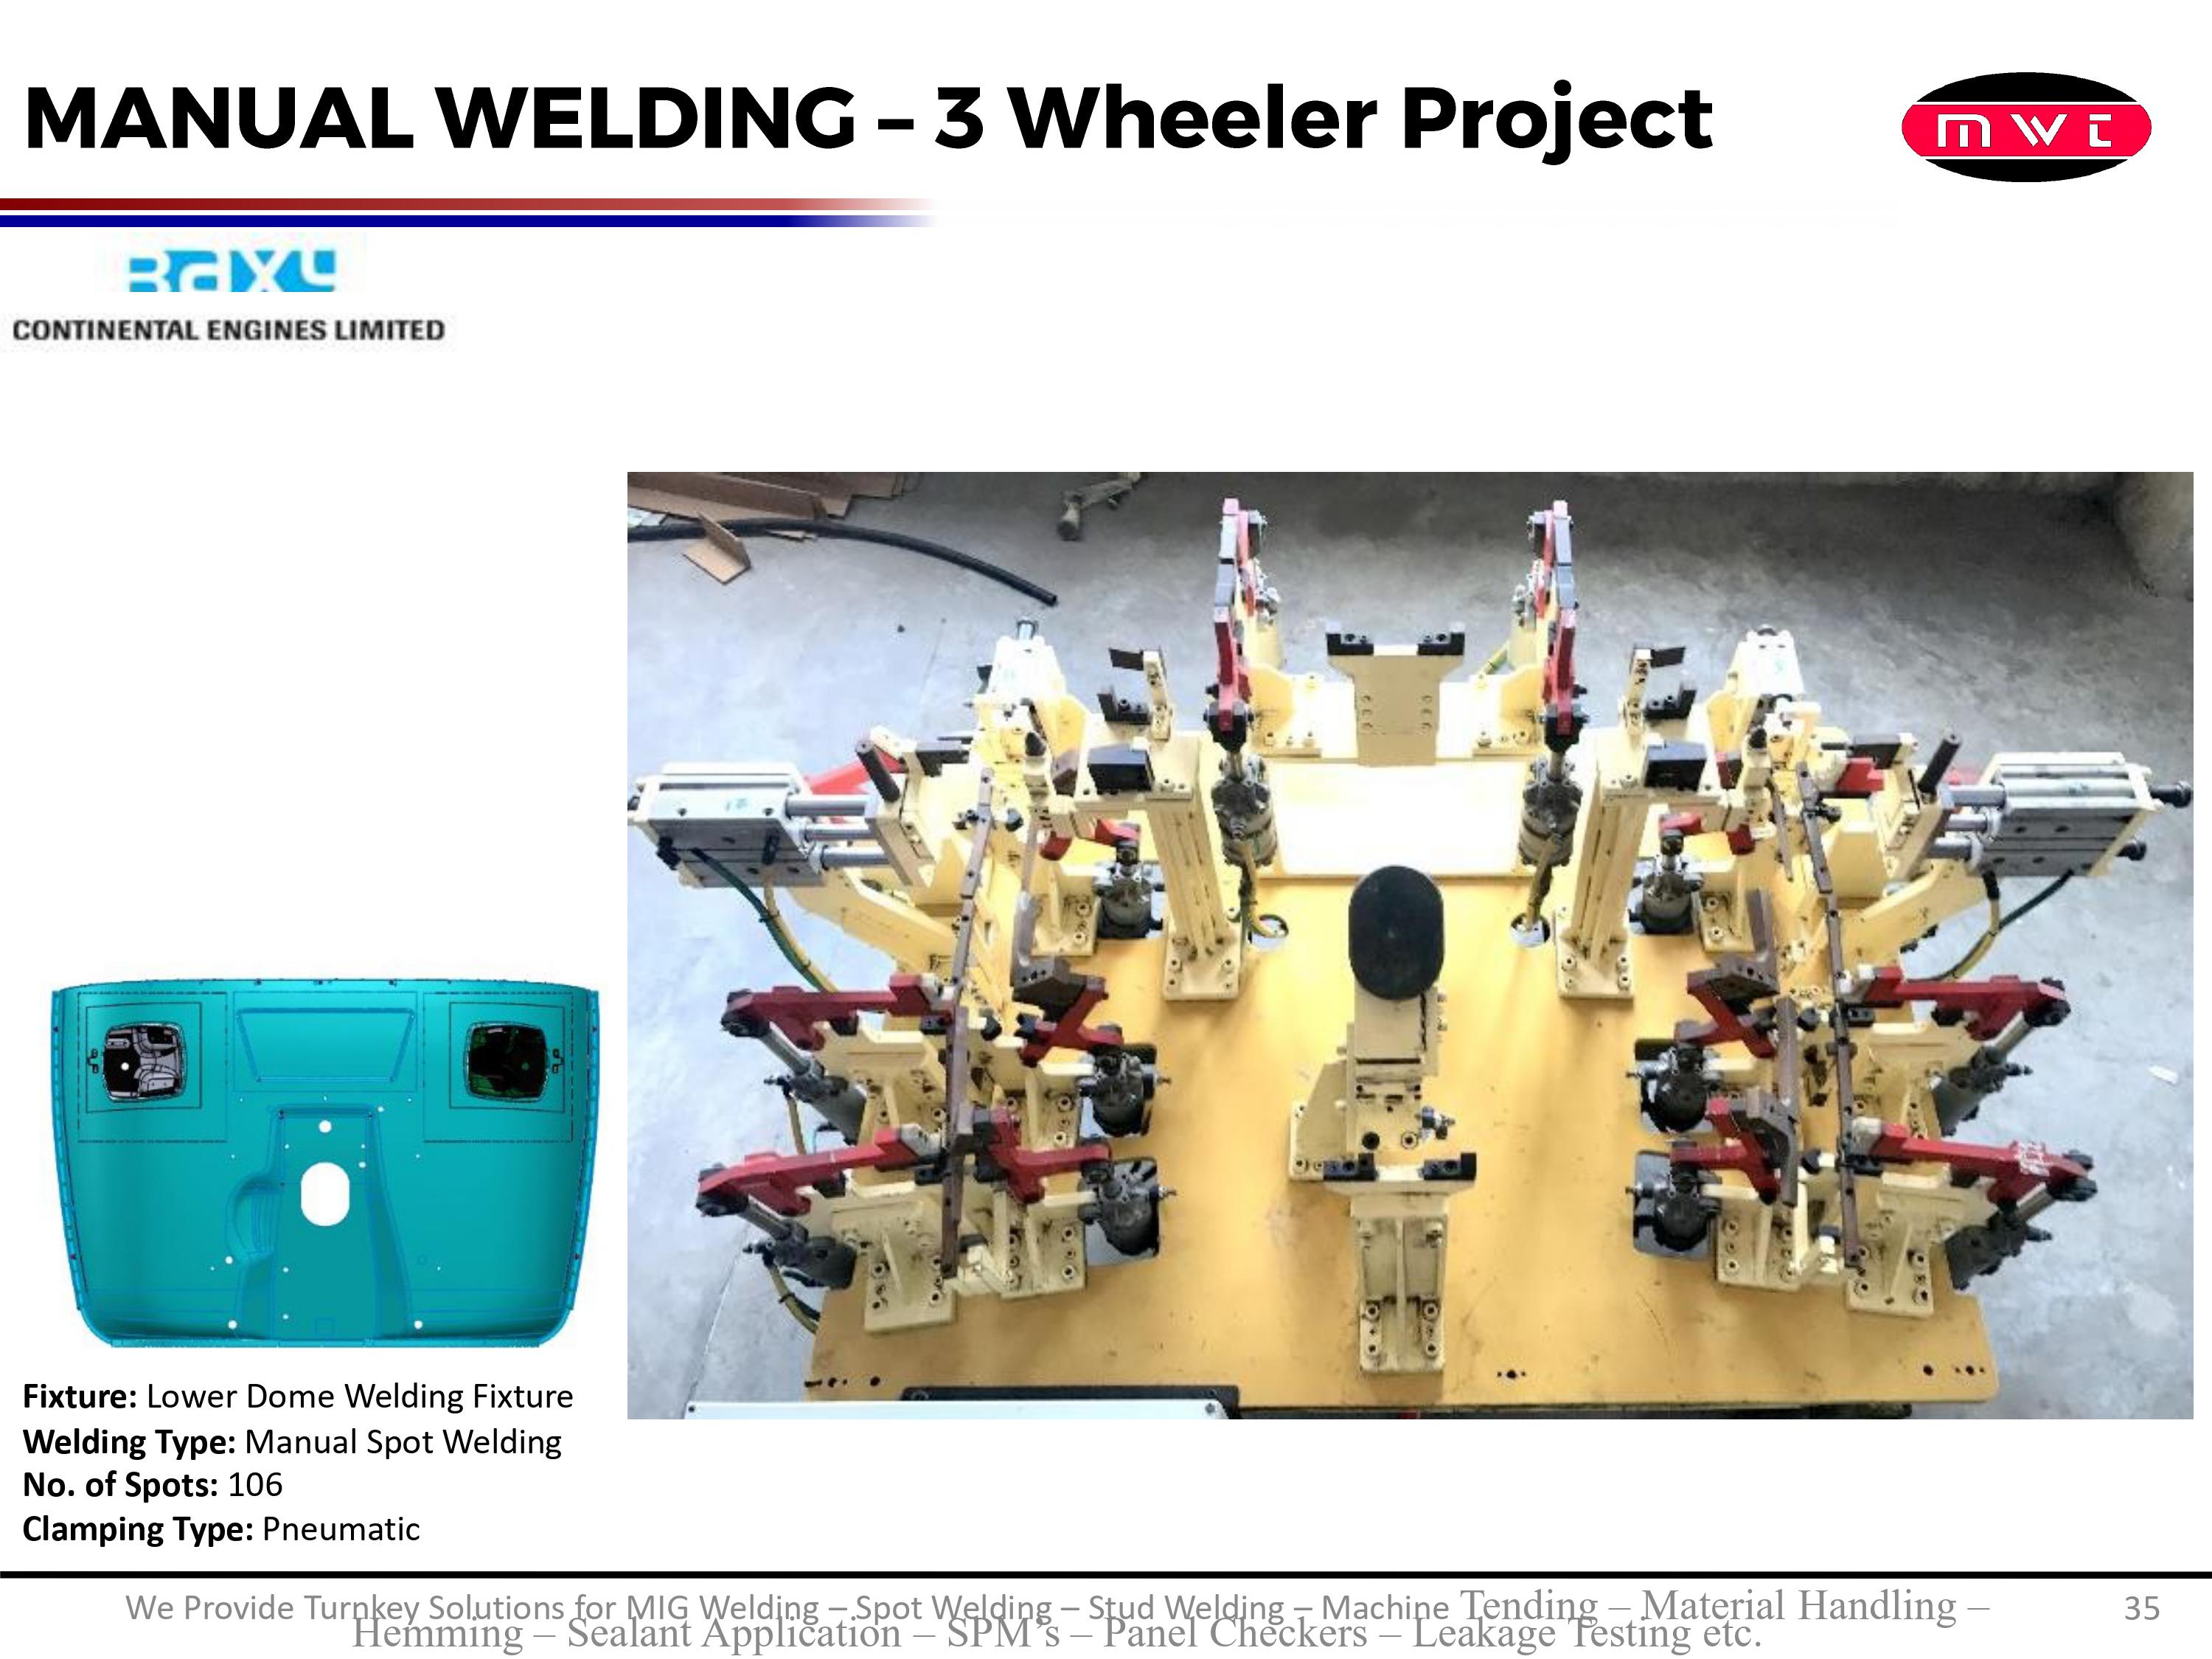 MANUAL WELDING – 3 Wheeler Project
mwt
Baxy
CONTINENTAL ENGINES LIMITED
Fixture: Lower Dome Welding Fixture
Welding Type: Manual Spot Welding
No. of Spots: 106
Clamping Type: Pneumatic
We Provide Turnkey Solutions for MIG Welding – Spot Welding – Stud Welding – Machine Tending – Material Handling –
Hemming – Sealant Application – SPM's – Panel Checkers – Leakage Testing etc.
35